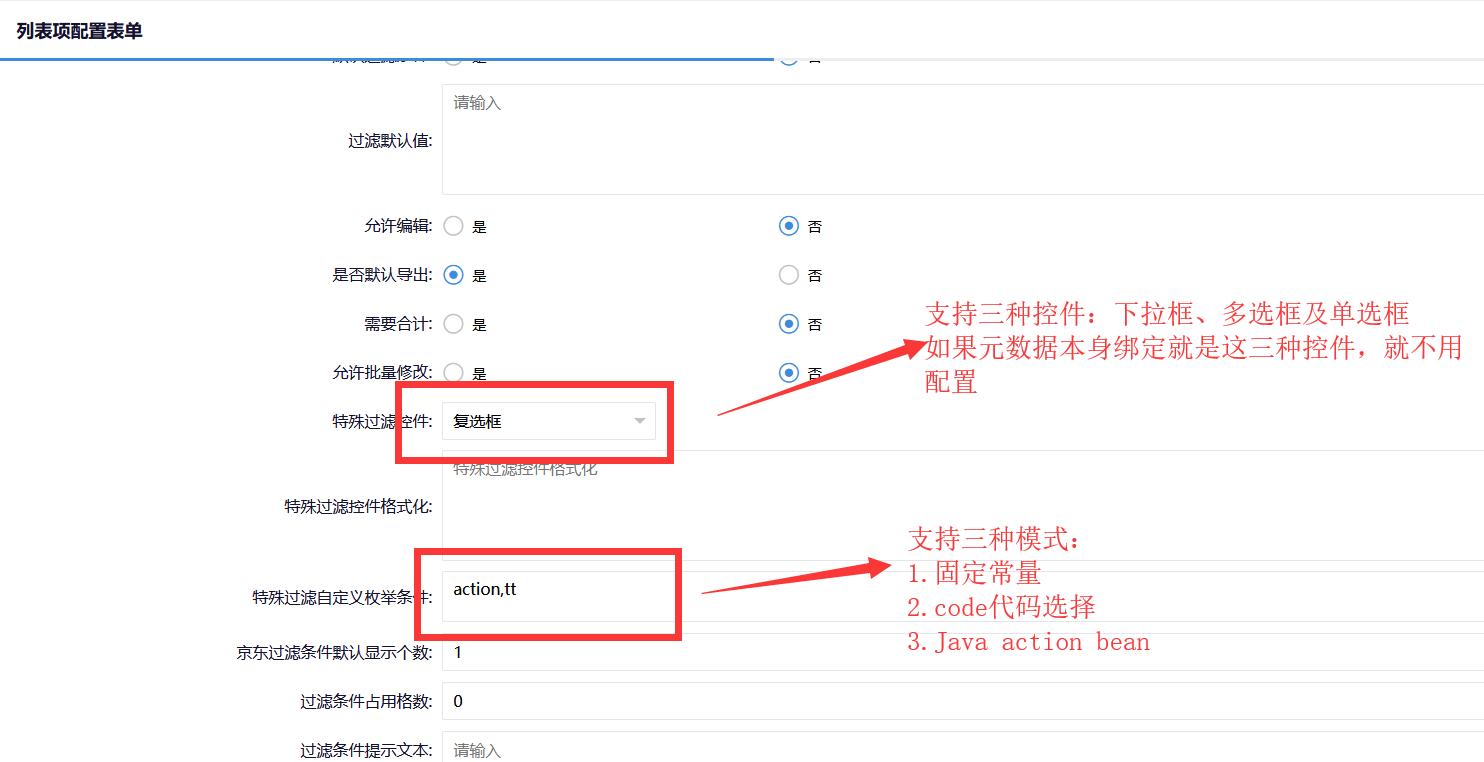 列表项配置表单
过滤默认值:
请输入
允许编辑: 是 否
是否默认导出: 是 否
需要合计: 是 否
允许批量修改: 是 否
支持三种控件：下拉框、多选框及单选框
如果元数据本身绑定就是这三种控件，就不用
配置
特殊过滤控件: 复选框
特殊过滤控件格式化:
特殊过滤控件格式化
特殊过滤自定义枚举条件: action,tt
支持三种模式：
1.固定常量
2.code代码选择
3.Java action bean
京东过滤条件默认显示个数: 1
过滤条件占用格数: 0
过滤条件提示文本: 请输入